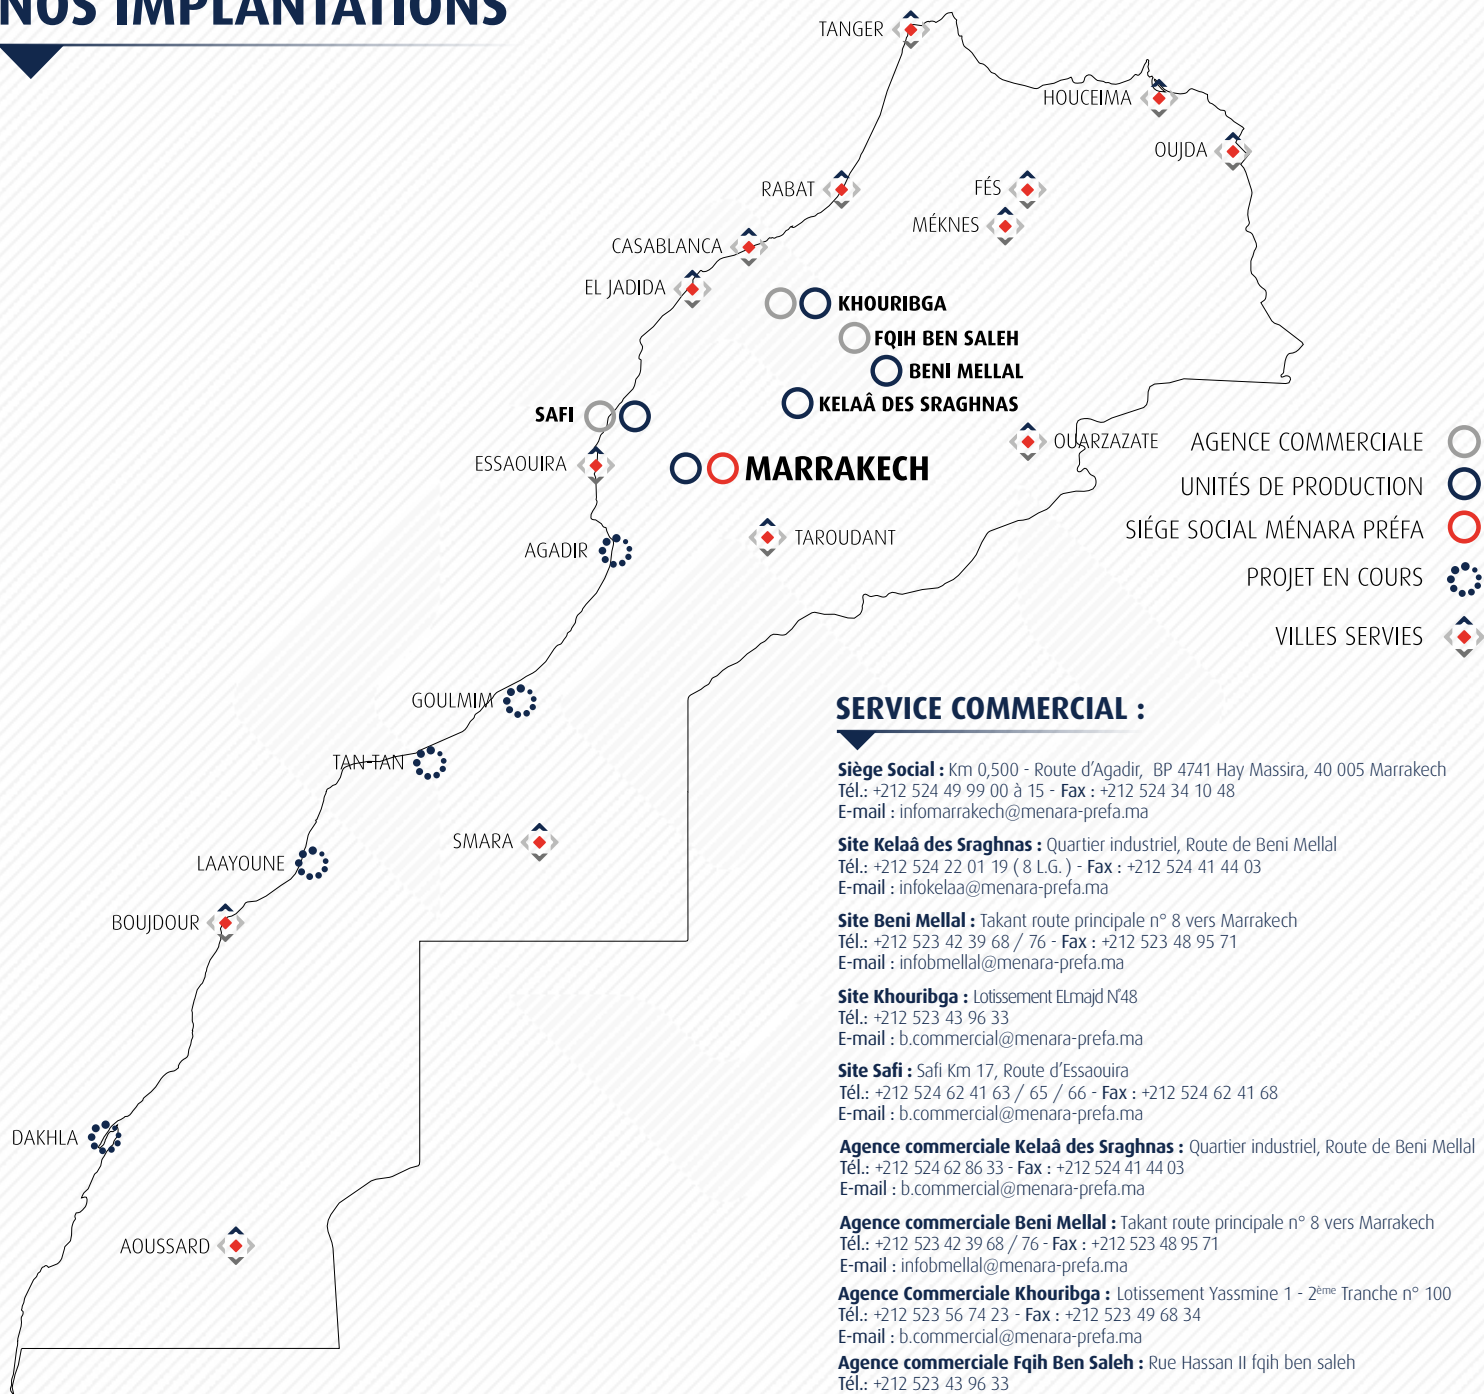 NOS IMPLANTATIONS
TANGER
HOUCEIMA
OUJDA
RABAT
FÉS
MÉKNES
CASABLANCA
EL JADIDA
KHOURIBGA
FQIH BEN SALEH
BENI MELLAL
KELAÂ DES SRAGHNAS
SAFI
OUARZAZATE
ESSAOUIRA
MARRAKECH
AGADIR
TAROUDANT
AGENCE COMMERCIALE
UNITÉS DE PRODUCTION
SIÉGE SOCIAL MÉNARA PRÉFA
PROJET EN COURS
VILLES SERVIES
GOULMIM
TAN-TAN
SMARA
LAAYOUNE
BOUJDOUR
DAKHLA
AOUSSARD
SERVICE COMMERCIAL :
Siège Social : Km 0,500 - Route d'Agadir, BP 4741 Hay Massira, 40 005 Marrakech
Tél.: +212 524 49 99 00 à 15 - Fax : +212 524 34 10 48
E-mail : infomarrakech@menara-prefa.ma
Site Kelaâ des Sraghnas : Quartier industriel, Route de Beni Mellal
Tél.: +212 524 22 01 19 ( 8 L.G. ) - Fax : +212 524 41 44 03
E-mail : infokelaa@menara-prefa.ma
Site Beni Mellal : Takant route principale n° 8 vers Marrakech
Tél.: +212 523 42 39 68 / 76 - Fax : +212 523 48 95 71
E-mail : infobmellal@menara-prefa.ma
Site Khouribga : Lotissement ELmajd N°48
Tél.: +212 523 43 96 33
E-mail : b.commercial@menara-prefa.ma
Site Safi : Safi Km 17, Route d'Essaouira
Tél.: +212 524 62 41 63 / 65 / 66 - Fax : +212 524 62 41 68
E-mail : b.commercial@menara-prefa.ma
Agence commerciale Kelaâ des Sraghnas : Quartier industriel, Route de Beni Mellal
Tél.: +212 524 62 86 33 - Fax : +212 524 41 44 03
E-mail : b.commercial@menara-prefa.ma
Agence commerciale Beni Mellal : Takant route principale n° 8 vers Marrakech
Tél.: +212 523 42 39 68 / 76 - Fax : +212 523 48 95 71
E-mail : infobmellal@menara-prefa.ma
Agence Commerciale Khouribga : Lotissement Yassmine 1 - 2ème Tranche n° 100
Tél.: +212 523 56 74 23 - Fax : +212 523 49 68 34
E-mail : b.commercial@menara-prefa.ma
Agence commerciale Fqih Ben Saleh : Rue Hassan II fqih ben saleh
Tél.: +212 523 43 96 33